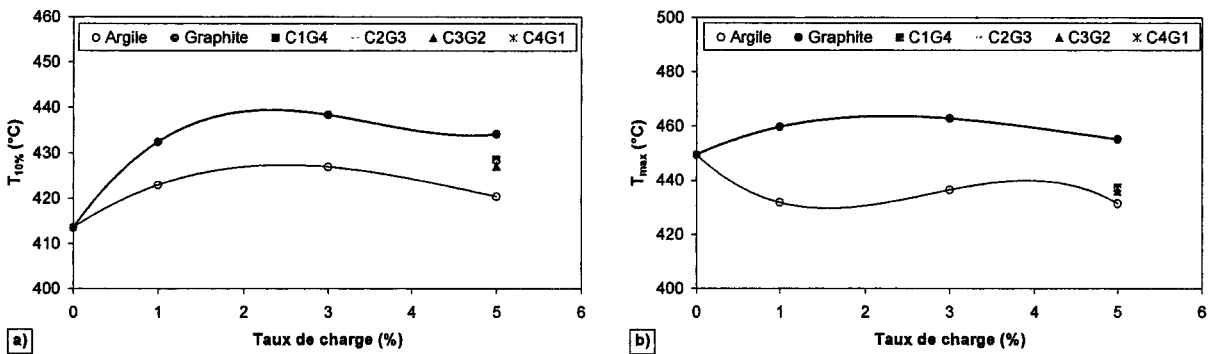 460
450
440
430
420
410
400
T10% (°C)
Argile Graphite C1G4 C2G3 C3G2 C4G1
0 1 2 3 4 5 6
Taux de charge (%)
a)
500
480
460
440
420
400
Tmax (°C)
Argile Graphite C1G4 C2G3 C3G2 C4G1
0 1 2 3 4 5 6
Taux de charge (%)
b)